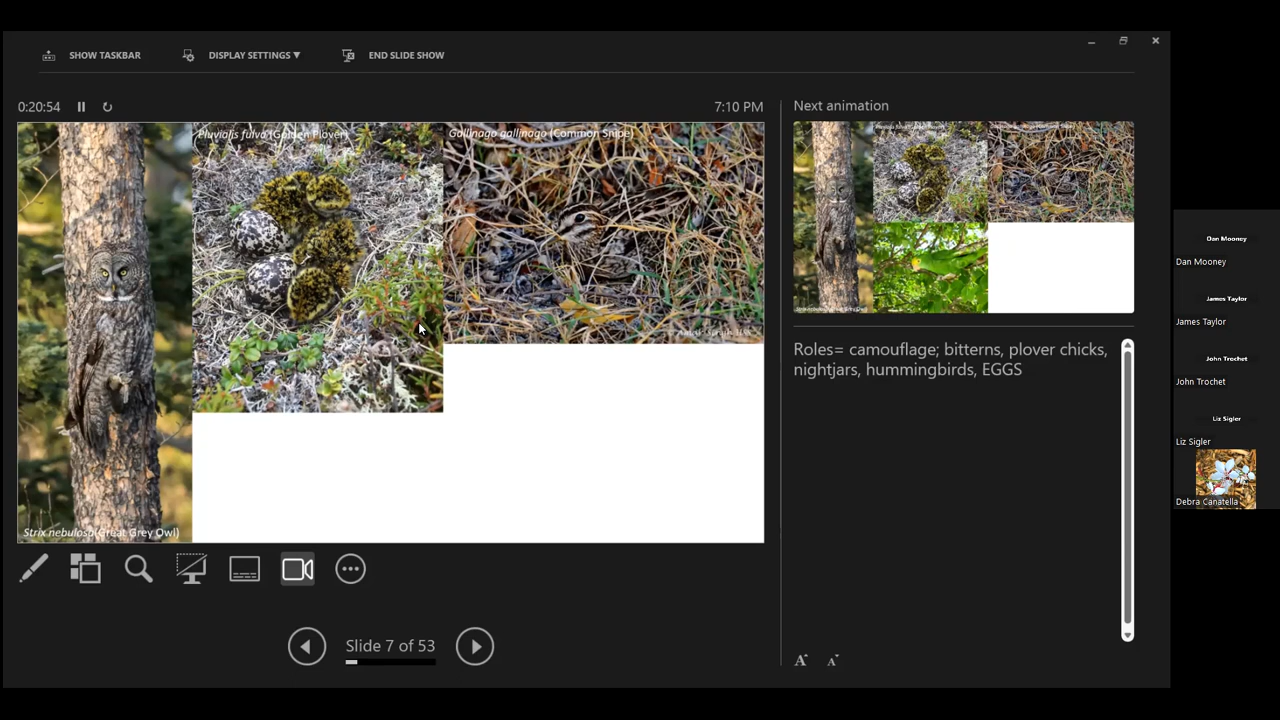 SHOW TASKBAR
DISPLAY SETTINGS ▼
END SLIDE SHOW
0:20:54
7:10 PM
Next animation
Pluvialis fulva (Golden Plover)
Gallinago gallinago (Common Snipe)
Strix nebulosa (Great Grey Owl)
Roles= camouflage; bitterns, plover chicks,
nightjars, hummingbirds, EGGS
Slide 7 of 53
A
A
Dan Mooney
Dan Mooney
James Taylor
James Taylor
John Trochet
John Trochet
Liz Sigler
Liz Sigler
Debra Canatella